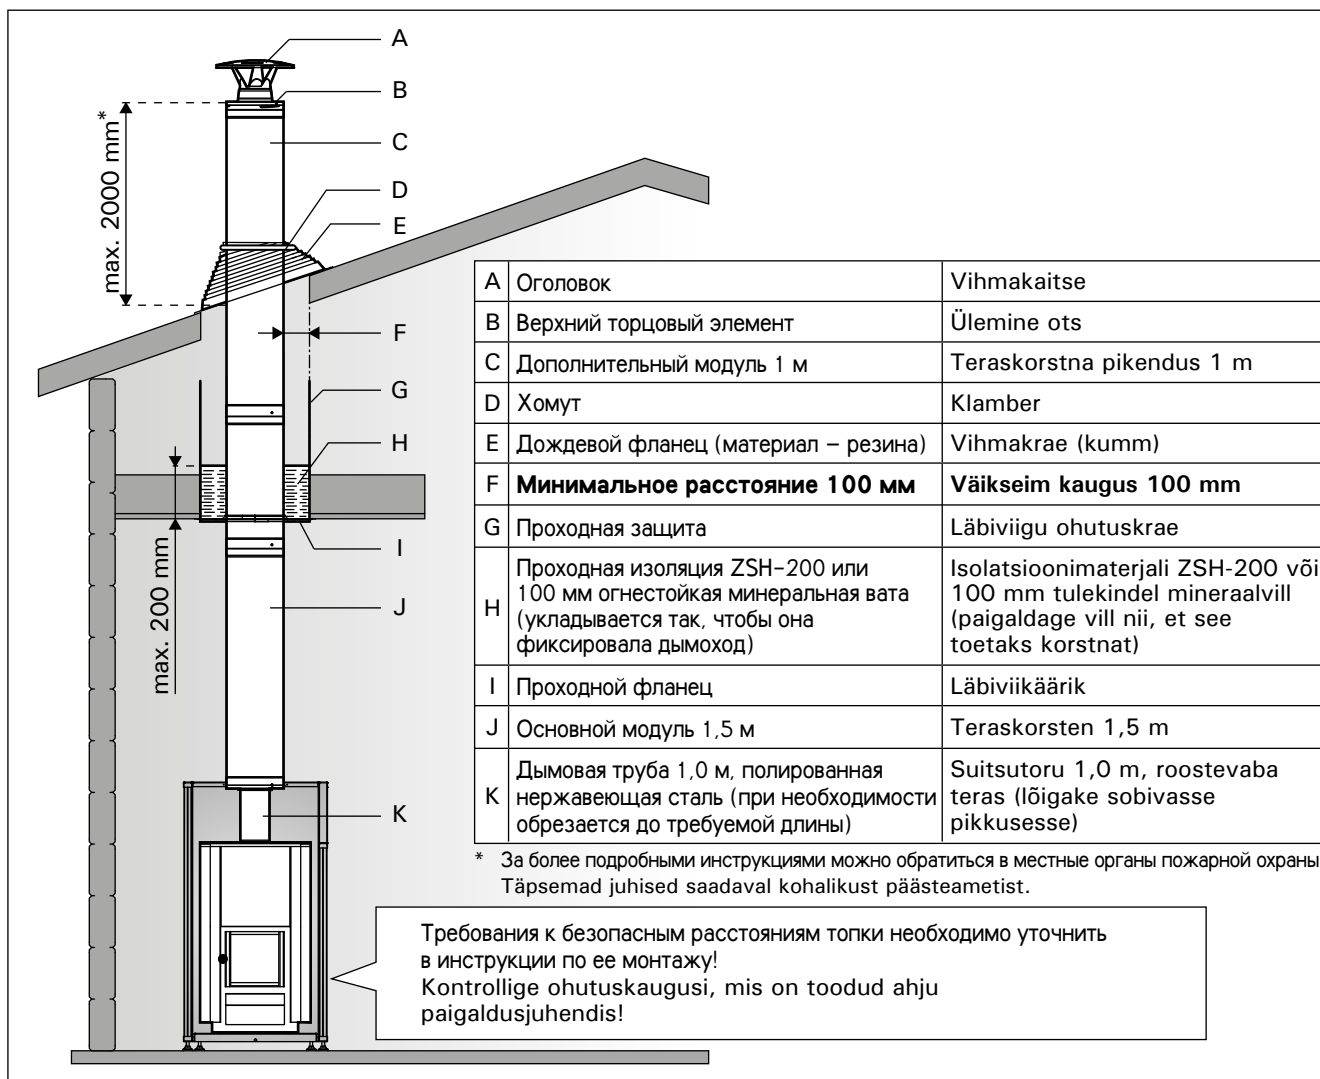 A
B
C
D
E
F
G
H
I
J
K
max. 2000 mm*
max. 200 mm
A Оголовок Vihmakaitse
B Верхний торцовый элемент Ülemine ots
C Дополнительный модуль 1 м Teraskorstna pikendus 1 m
D Хомут Klamber
E Дождевой фланец (материал – резина) Vihmakrae (kumm)
F Минимальное расстояние 100 мм Väikseim kaugus 100 mm
G Проходная защита Läbiviigu ohutuskrae
H Проходная изоляция ZSH-200 или
100 мм огнестойкая минеральная вата
(укладывается так, чтобы она
фиксировала дымоход)
Isolatsioonimaterjali ZSH-200 või
100 mm tulekindel mineraalvill
(paigaldage vill nii, et see
toetaks korstnat)
I Проходной фланец Läbiviikäärik
J Основной модуль 1,5 м Teraskorsten 1,5 m
K Дымовая труба 1,0 м, полированная
нержавеющая сталь (при необходимости
обрезается до требуемой длины)
Suitsutoru 1,0 m, roostevaba
teras (lõigake sobivasse
pikkusesse)
* За более подробными инструкциями можно обратиться в местные органы пожарной охраны
Täpsemad juhised saadaval kohalikust päästeametist.
Требования к безопасным расстояниям топки необходимо уточнить
в инструкции по ее монтажу!
Kontrollige ohutuskaugusi, mis on toodud ahju
paigaldusjuhendis!